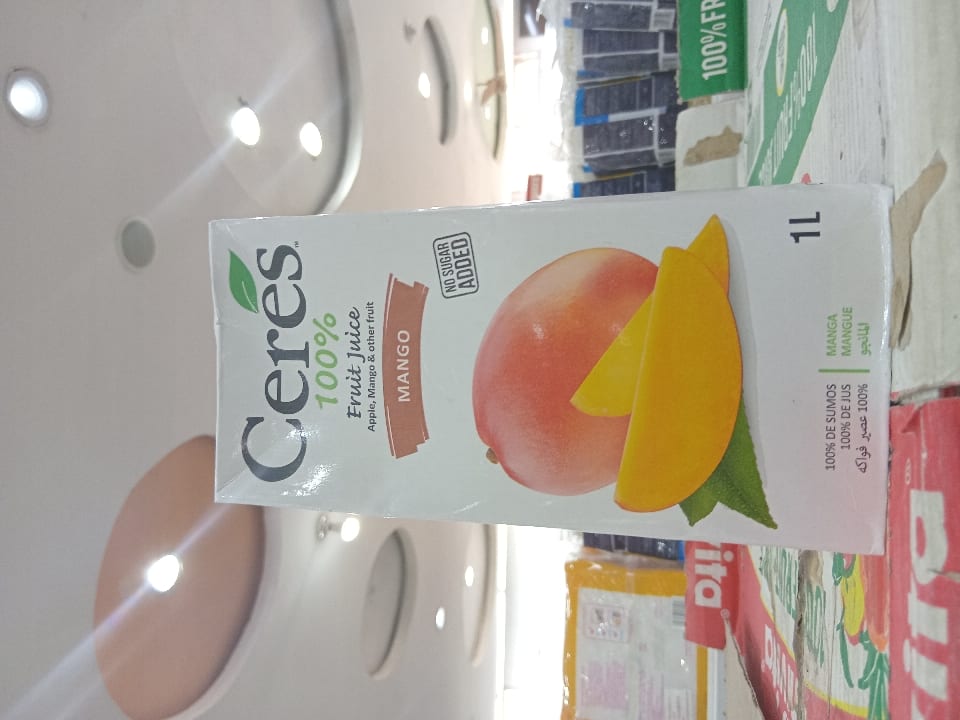 Ceres™
100%
Fruit Juice
Apple, Mango & other fruit
MANGO
NO SUGAR
ADDED
100% DE SUMOS
100% DE JUS
100% عصير فواكه
MANGA
MANGUE
المانجو
1L
100%FR